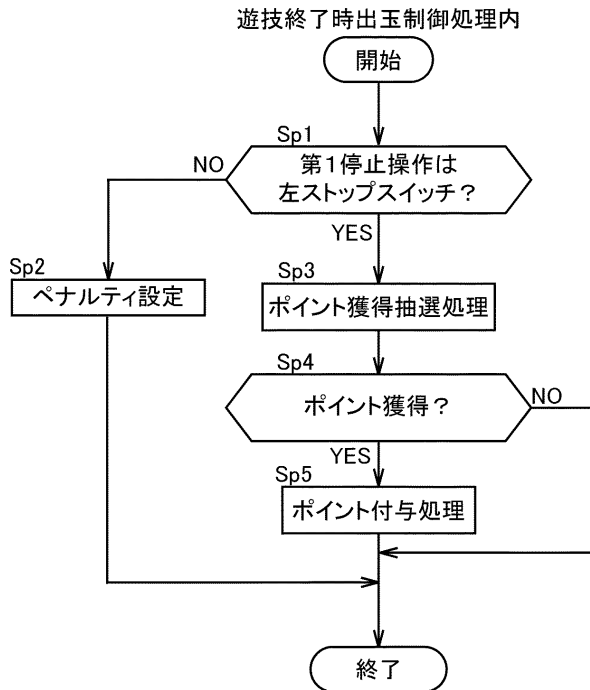 遊技終了時出玉制御処理内
開始
Sp1
第1停止操作は
左ストップスイッチ?
NO
YES
Sp2
ペナルティ設定
Sp3
ポイント獲得抽選処理
Sp4
ポイント獲得?
NO
YES
Sp5
ポイント付与処理
終了